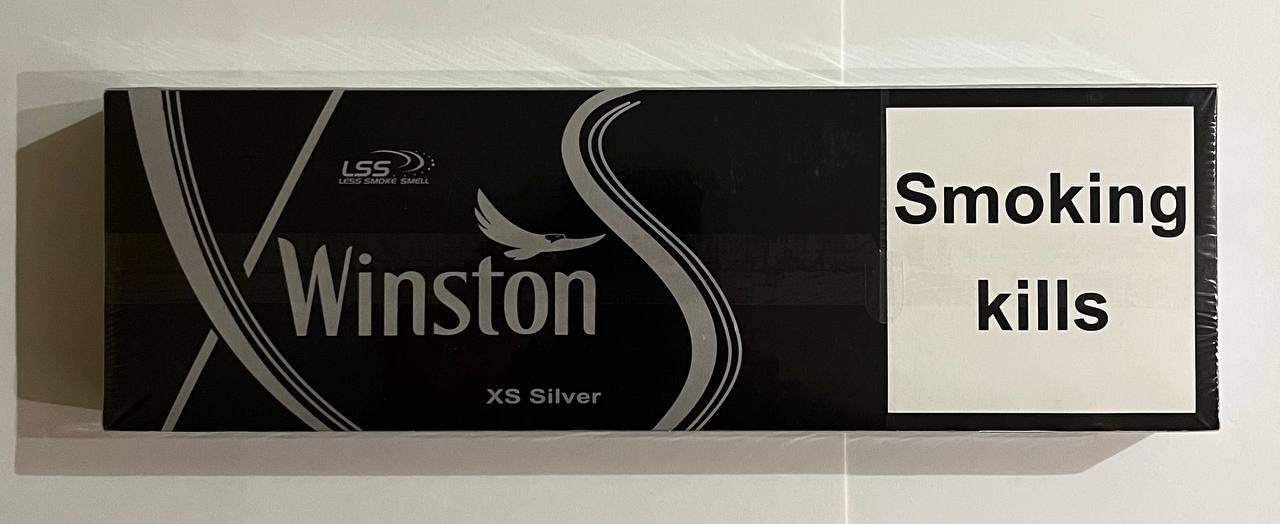 LSS
LESS SMOKE SMELL
Winston
XS Silver
Smoking
kills